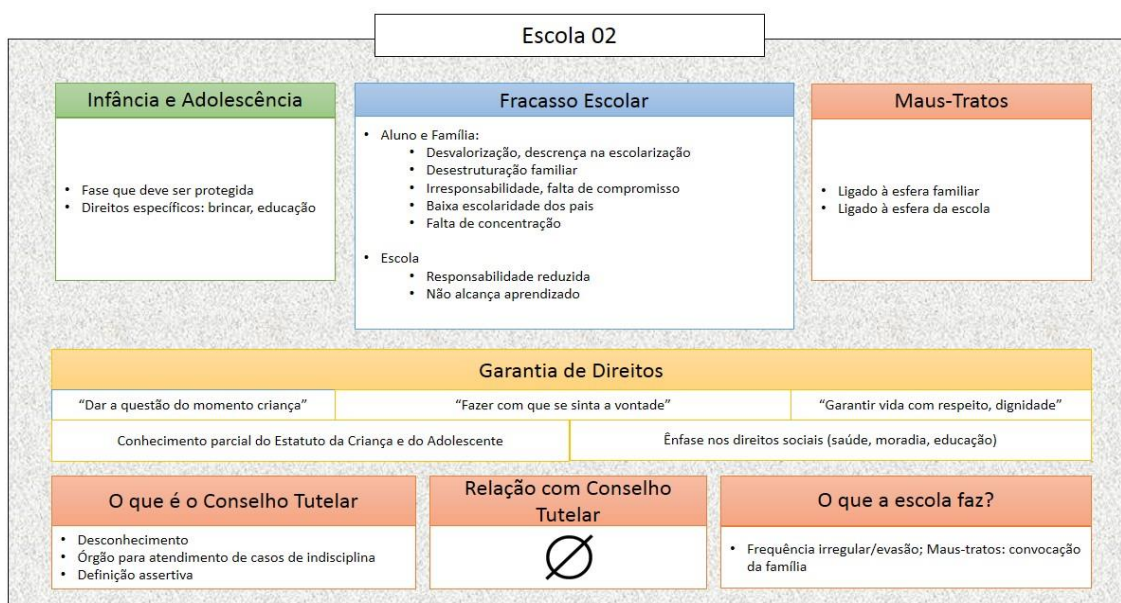 Escola 02
Infância e Adolescência
• Fase que deve ser protegida
• Direitos específicos: brincar, educação
Fracasso Escolar
• Aluno e Família:
• Desvalorização, descrença na escolarização
• Desestruturação familiar
• Irresponsabilidade, falta de compromisso
• Baixa escolaridade dos pais
• Falta de concentração
• Escola
• Responsabilidade reduzida
• Não alcança aprendizado
Maus-Tratos
• Ligado à esfera familiar
• Ligado à esfera da escola
Garantia de Direitos
“Dar a questão do momento criança”
“Fazer com que se sinta a vontade”
“Garantir vida com respeito, dignidade”
Conhecimento parcial do Estatuto da Criança e do Adolescente
Ênfase nos direitos sociais (saúde, moradia, educação)
O que é o Conselho Tutelar
• Desconhecimento
• Órgão para atendimento de casos de indisciplina
• Definição assertiva
Relação com Conselho
Tutelar
∅
O que a escola faz?
• Frequência irregular/evasão; Maus-tratos: convocação
da família